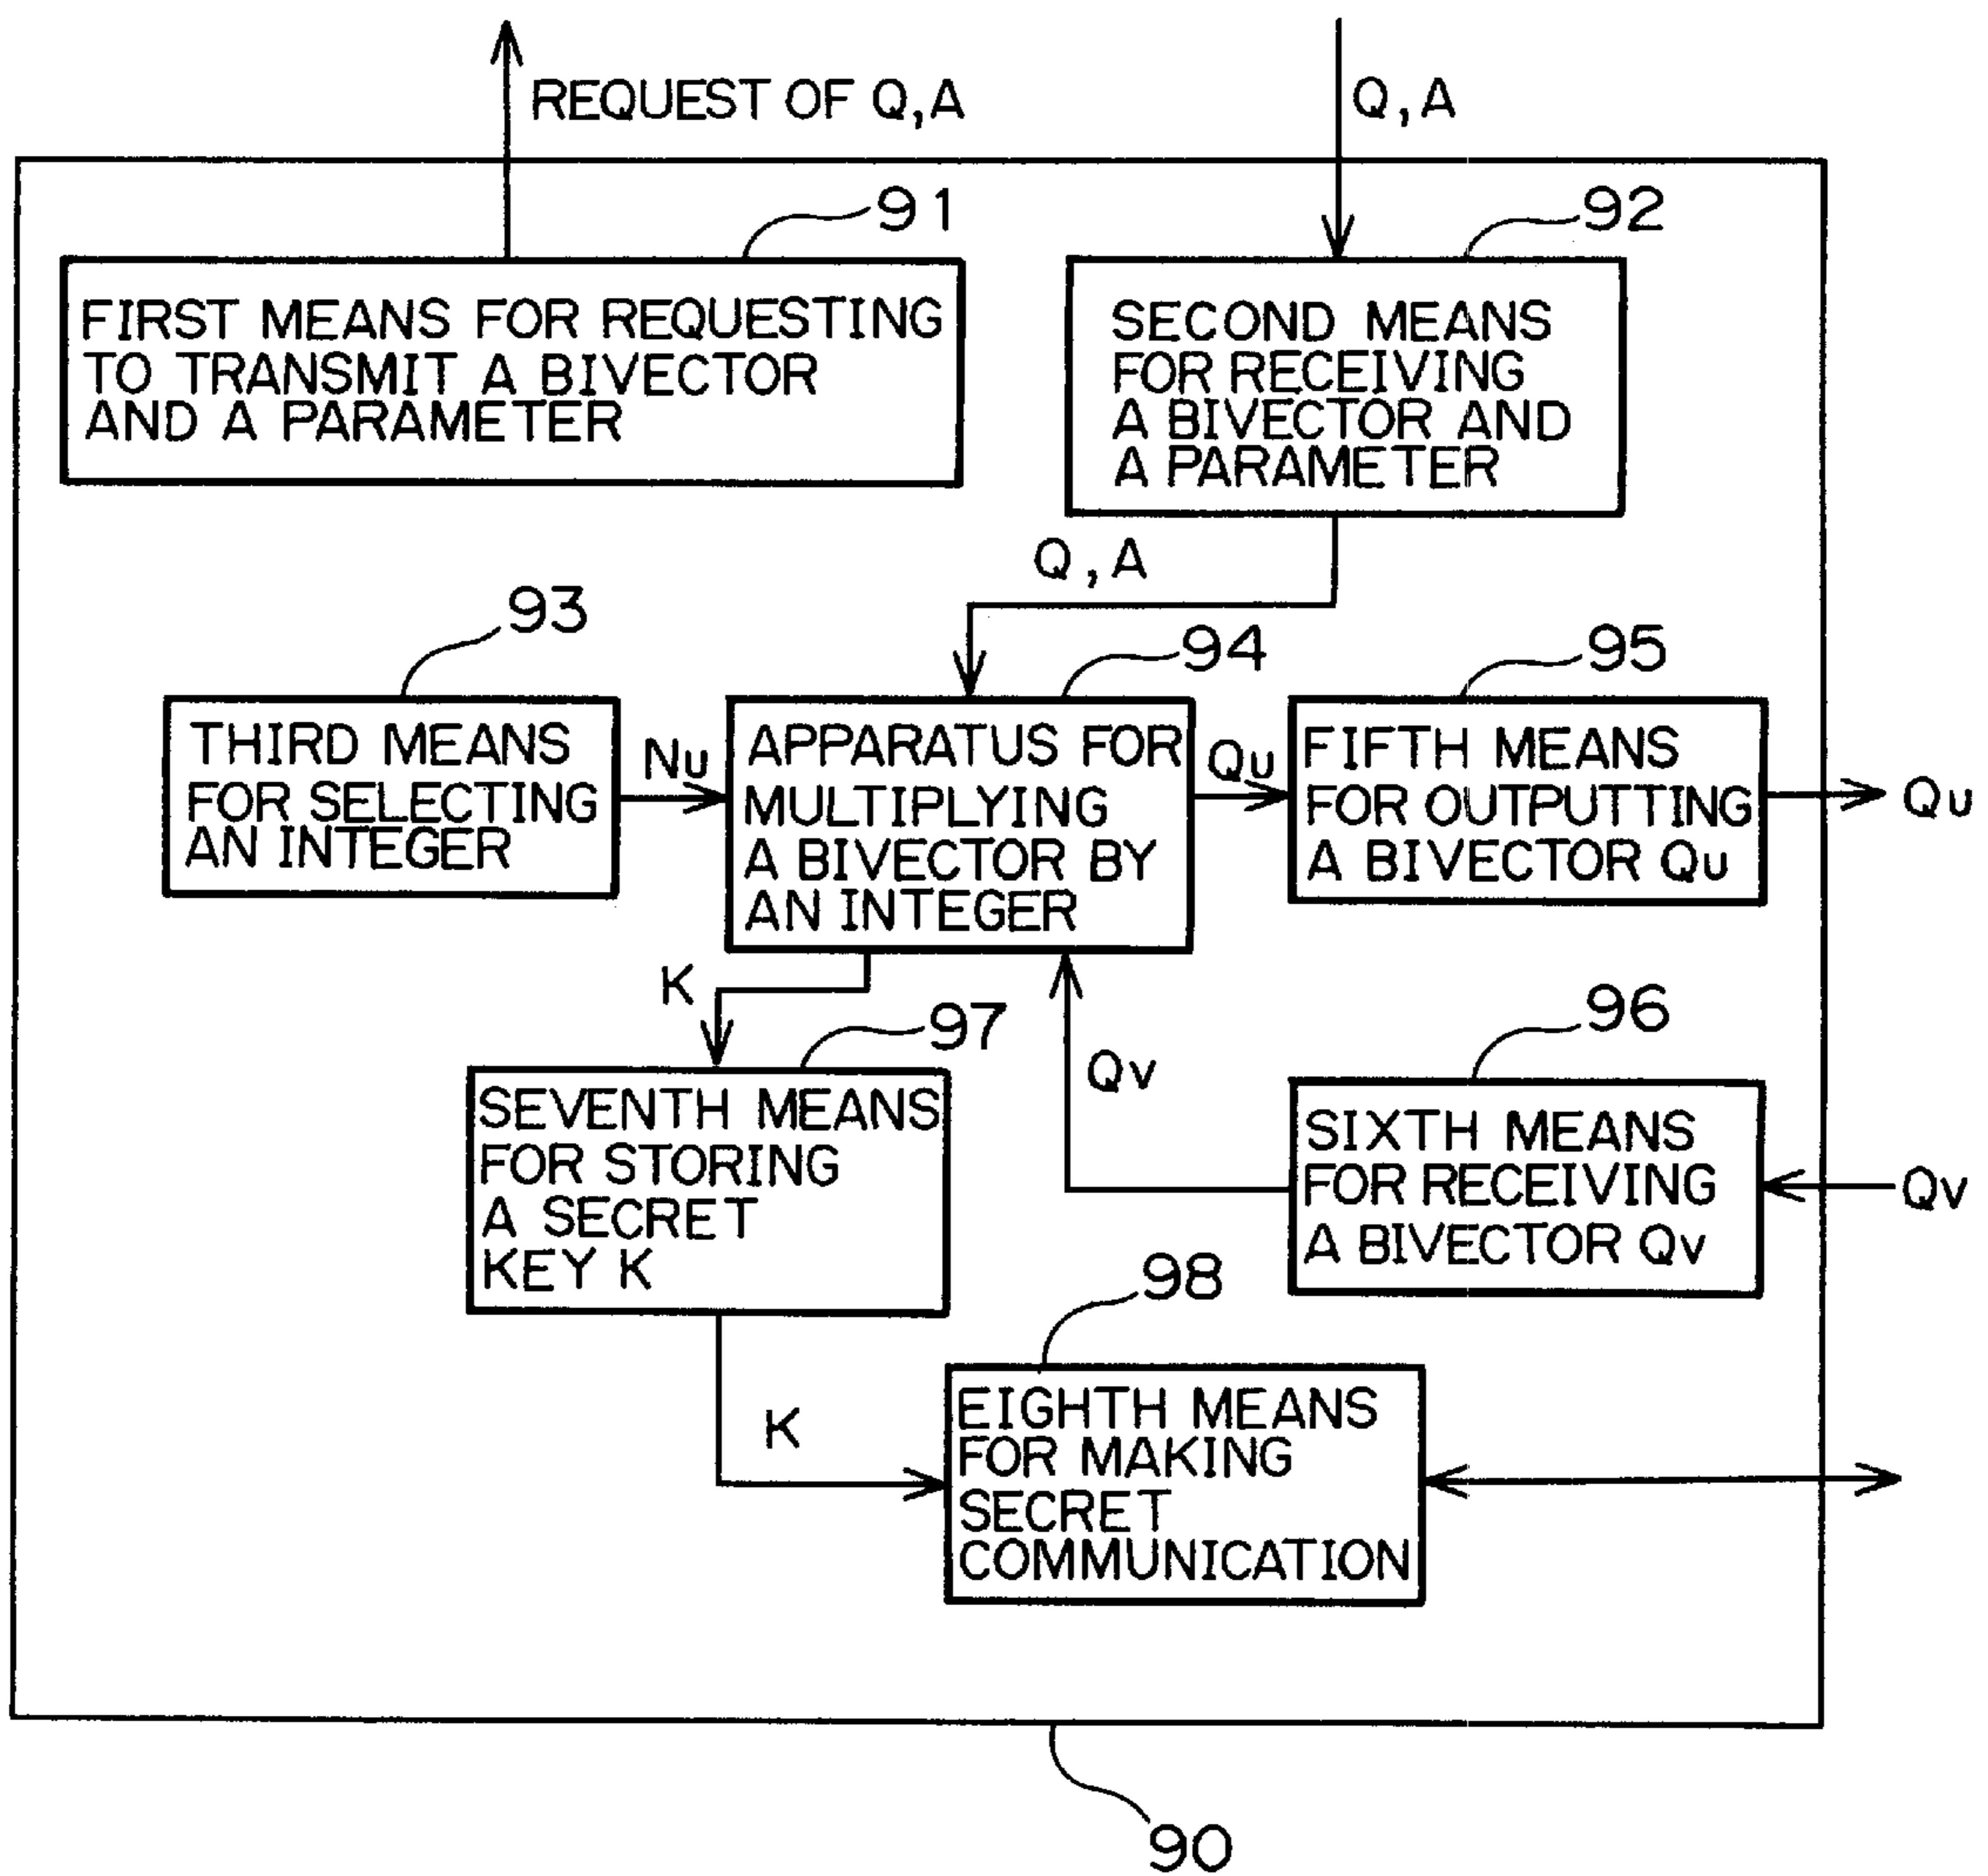 REQUEST OF Q,A
Q,A
91
92
FIRST MEANS FOR REQUESTING
TO TRANSMIT A BIVECTOR
AND A PARAMETER
SECOND MEANS
FOR RECEIVING
A BIVECTOR AND
A PARAMETER
Q,A
93
94
95
THIRD MEANS
FOR SELECTING
AN INTEGER
Nu
APPARATUS FOR
MULTIPLYING
A BIVECTOR BY
AN INTEGER
Qu
FIFTH MEANS
FOR OUTPUTTING
A BIVECTOR Qu
Qu
K
97
Qv
96
SEVENTH MEANS
FOR STORING
A SECRET
KEY K
SIXTH MEANS
FOR RECEIVING
A BIVECTOR Qv
Qv
98
K
EIGHTH MEANS
FOR MAKING
SECRET
COMMUNICATION
90